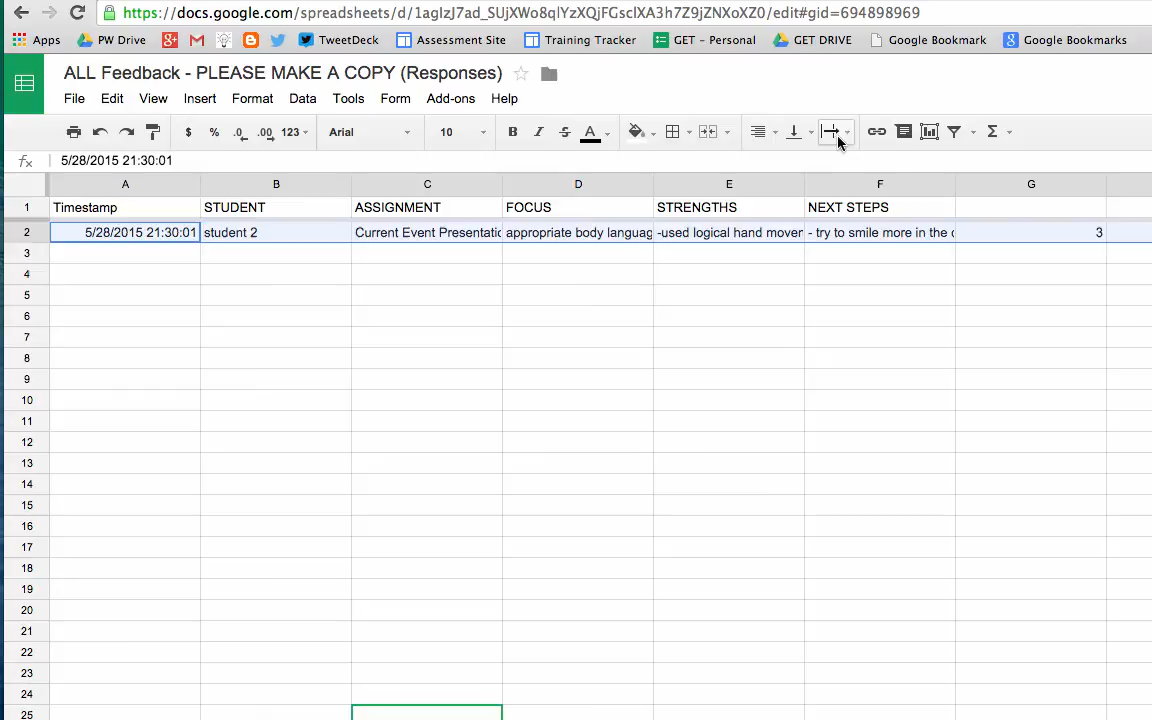 https://docs.google.com/spreadsheets/d/1aglzJ7ad_SUjXWo8qlYzXQjFGsclXA3h7Z9jZNXoXZ0/edit#gid=694898969
Apps PW Drive TweetDeck Assessment Site Training Tracker GET - Personal GET DRIVE Google Bookmark Google Bookmarks
ALL Feedback - PLEASE MAKE A COPY (Responses)
File Edit View Insert Format Data Tools Form Add-ons Help
$ % .0 .00 123 Arial 10 B I S A Σ
fx 5/28/2015 21:30:01
A B C D E F G
1 Timestamp STUDENT ASSIGNMENT FOCUS STRENGTHS NEXT STEPS
2 5/28/2015 21:30:01 student 2 Current Event Presentatio appropriate body languag -used logical hand mover - try to smile more in the c 3
3
4
5
6
7
8
9
10
11
12
13
14
15
16
17
18
19
20
21
22
23
24
25